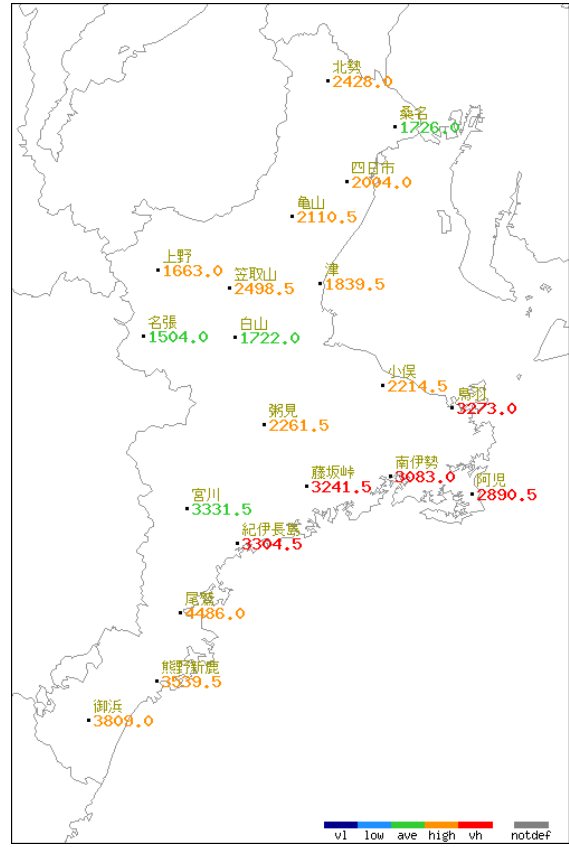 北勢
2428.0
桑名
1726.0
四日市
2004.0
亀山
2110.5
上野
1663.0
笠取山
2498.5
津
1839.5
名張
1504.0
白山
1722.0
小俣
2214.5
鳥羽
3273.0
粥見
2261.5
藤坂峠
3241.5
南伊勢
3083.0
阿児
2890.5
宮川
3331.5
紀伊長島
3304.5
尾鷲
4486.0
熊野新鹿
3539.5
御浜
3809.0
vl low ave high vh notdef